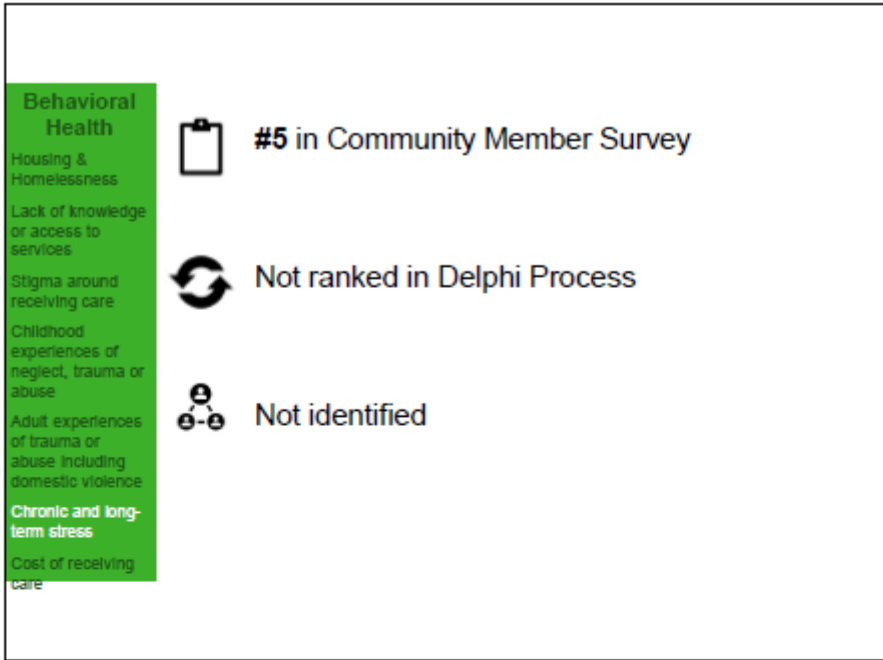 Behavioral
Health
Housing &
Homelessness
Lack of knowledge
or access to
services
Stigma around
receiving care
Childhood
experiences of
neglect, trauma or
abuse
Adult experiences
of trauma or
abuse including
domestic violence
Chronic and long-
term stress
Cost of receiving
care
#5 in Community Member Survey
Not ranked in Delphi Process
Not identified